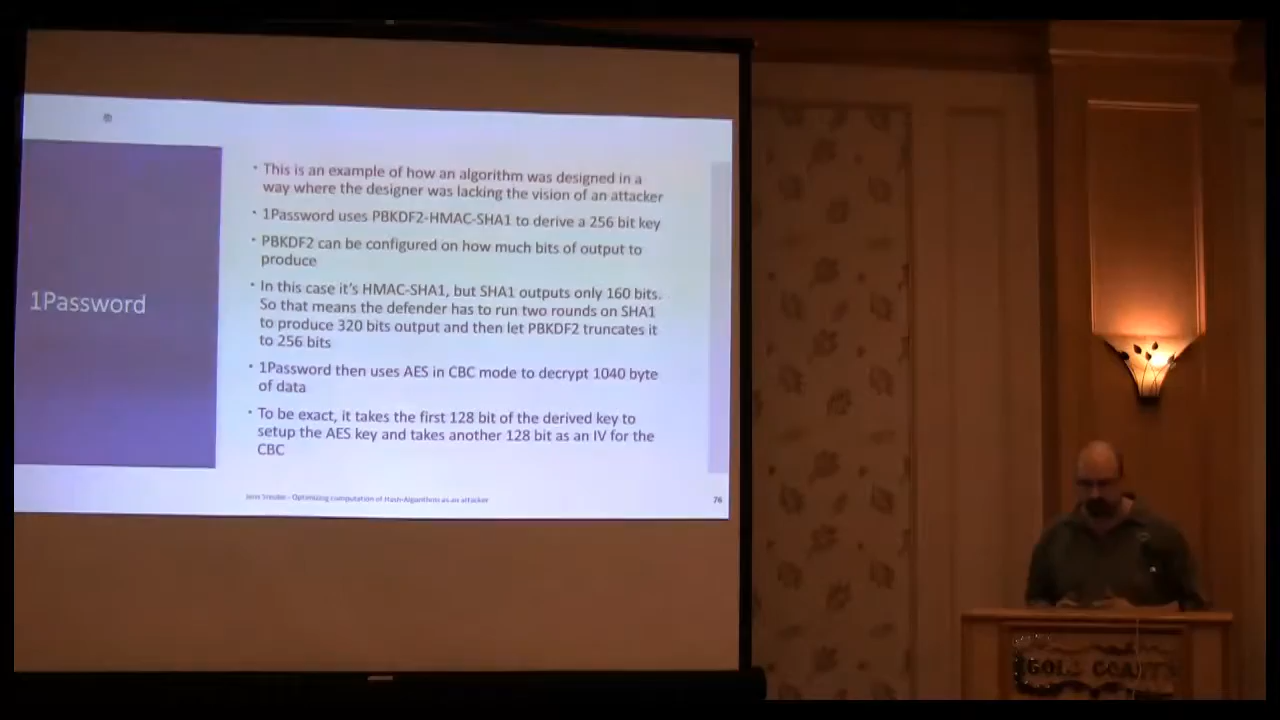 1Password
• This is an example of how an algorithm was designed in a
way where the designer was lacking the vision of an attacker
• 1Password uses PBKDF2-HMAC-SHA1 to derive a 256 bit key
• PBKDF2 can be configured on how much bits of output to
produce
• In this case it's HMAC-SHA1, but SHA1 outputs only 160 bits.
So that means the defender has to run two rounds on SHA1
to produce 320 bits output and then let PBKDF2 truncates it
to 256 bits
• 1Password then uses AES in CBC mode to decrypt 1040 byte
of data
• To be exact, it takes the first 128 bit of the derived key to
setup the AES key and takes another 128 bit as an IV for the
CBC
Jens Steube - Optimizing computation of Hash-Algorithms as an attacker
76
GOLD COAST